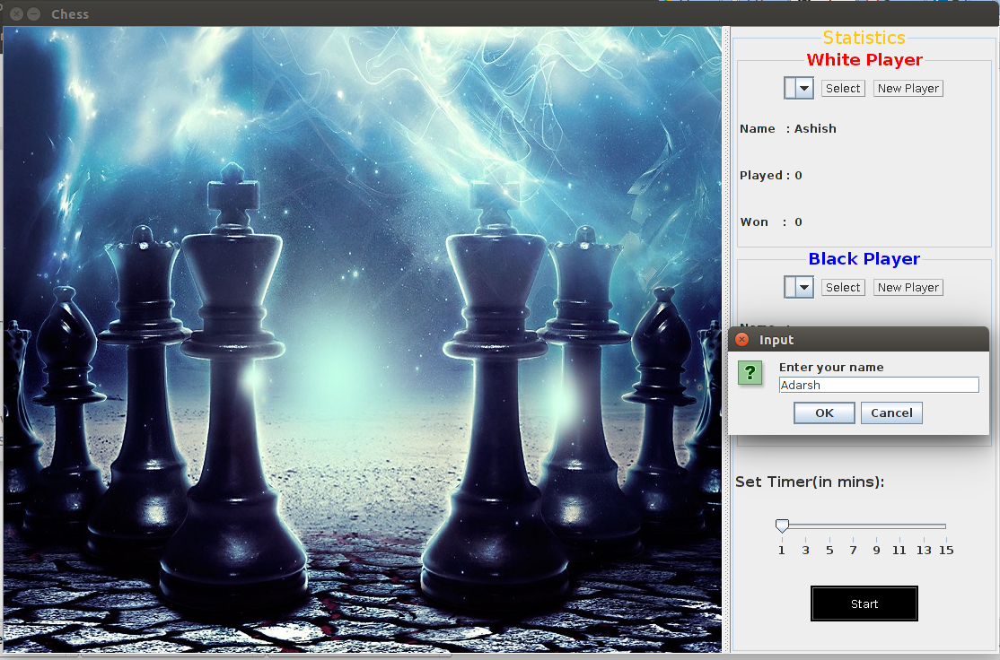 Chess
Statistics
White Player
Select New Player
Name : Ashish
Played : 0
Won : 0
Black Player
Select New Player
Input
?
Enter your name
Adarsh
OK Cancel
Set Timer(in mins):
1 3 5 7 9 11 13 15
Start